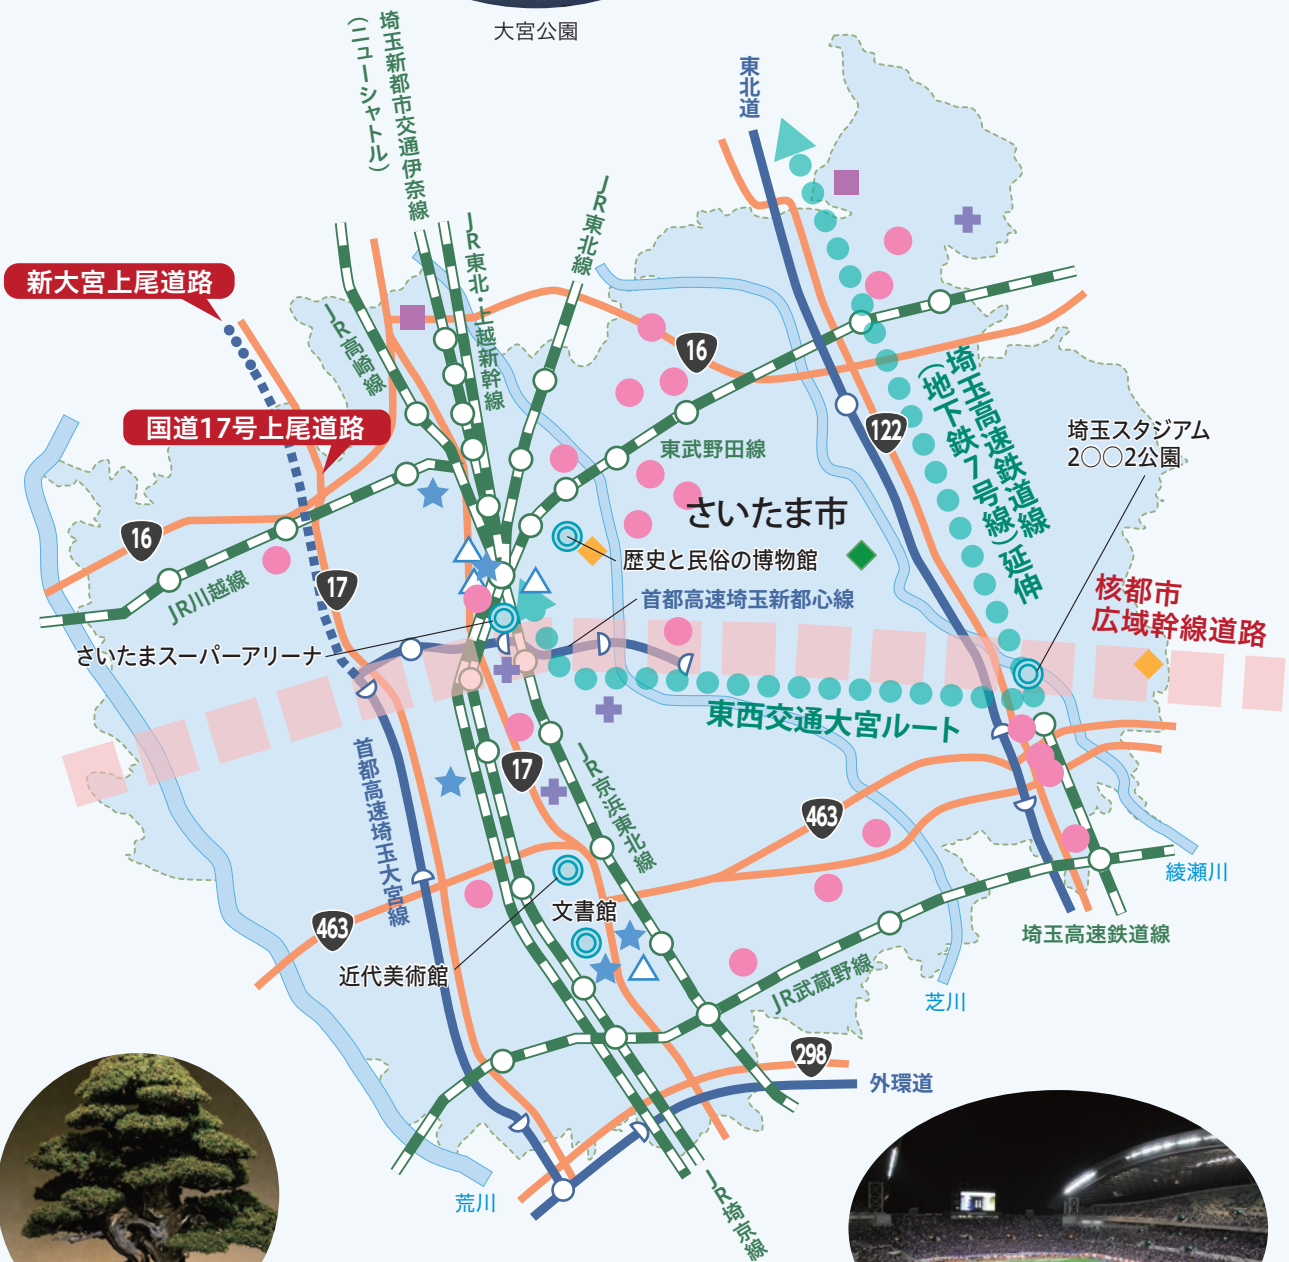 大宮公園
埼玉新都市交通伊奈線
(ニューシャトル)
東北道
JR東北線
JR東北・上越新幹線
新大宮上尾道路
JR高崎線
16
国道17号上尾道路
122
埼玉高速鉄道線
(地下鉄7号線)延伸
埼玉スタジアム
2○○2公園
東武野田線
さいたま市
16
歴史と民俗の博物館
JR川越線
17
首都高速埼玉新都心線
核都市
広域幹線道路
さいたまスーパーアリーナ
東西交通大宮ルート
首都高速埼玉大宮線
17
JR京浜東北線
463
綾瀬川
文書館
463
埼玉高速鉄道線
近代美術館
JR武蔵野線
芝川
298
外環道
荒川
JR埼京線